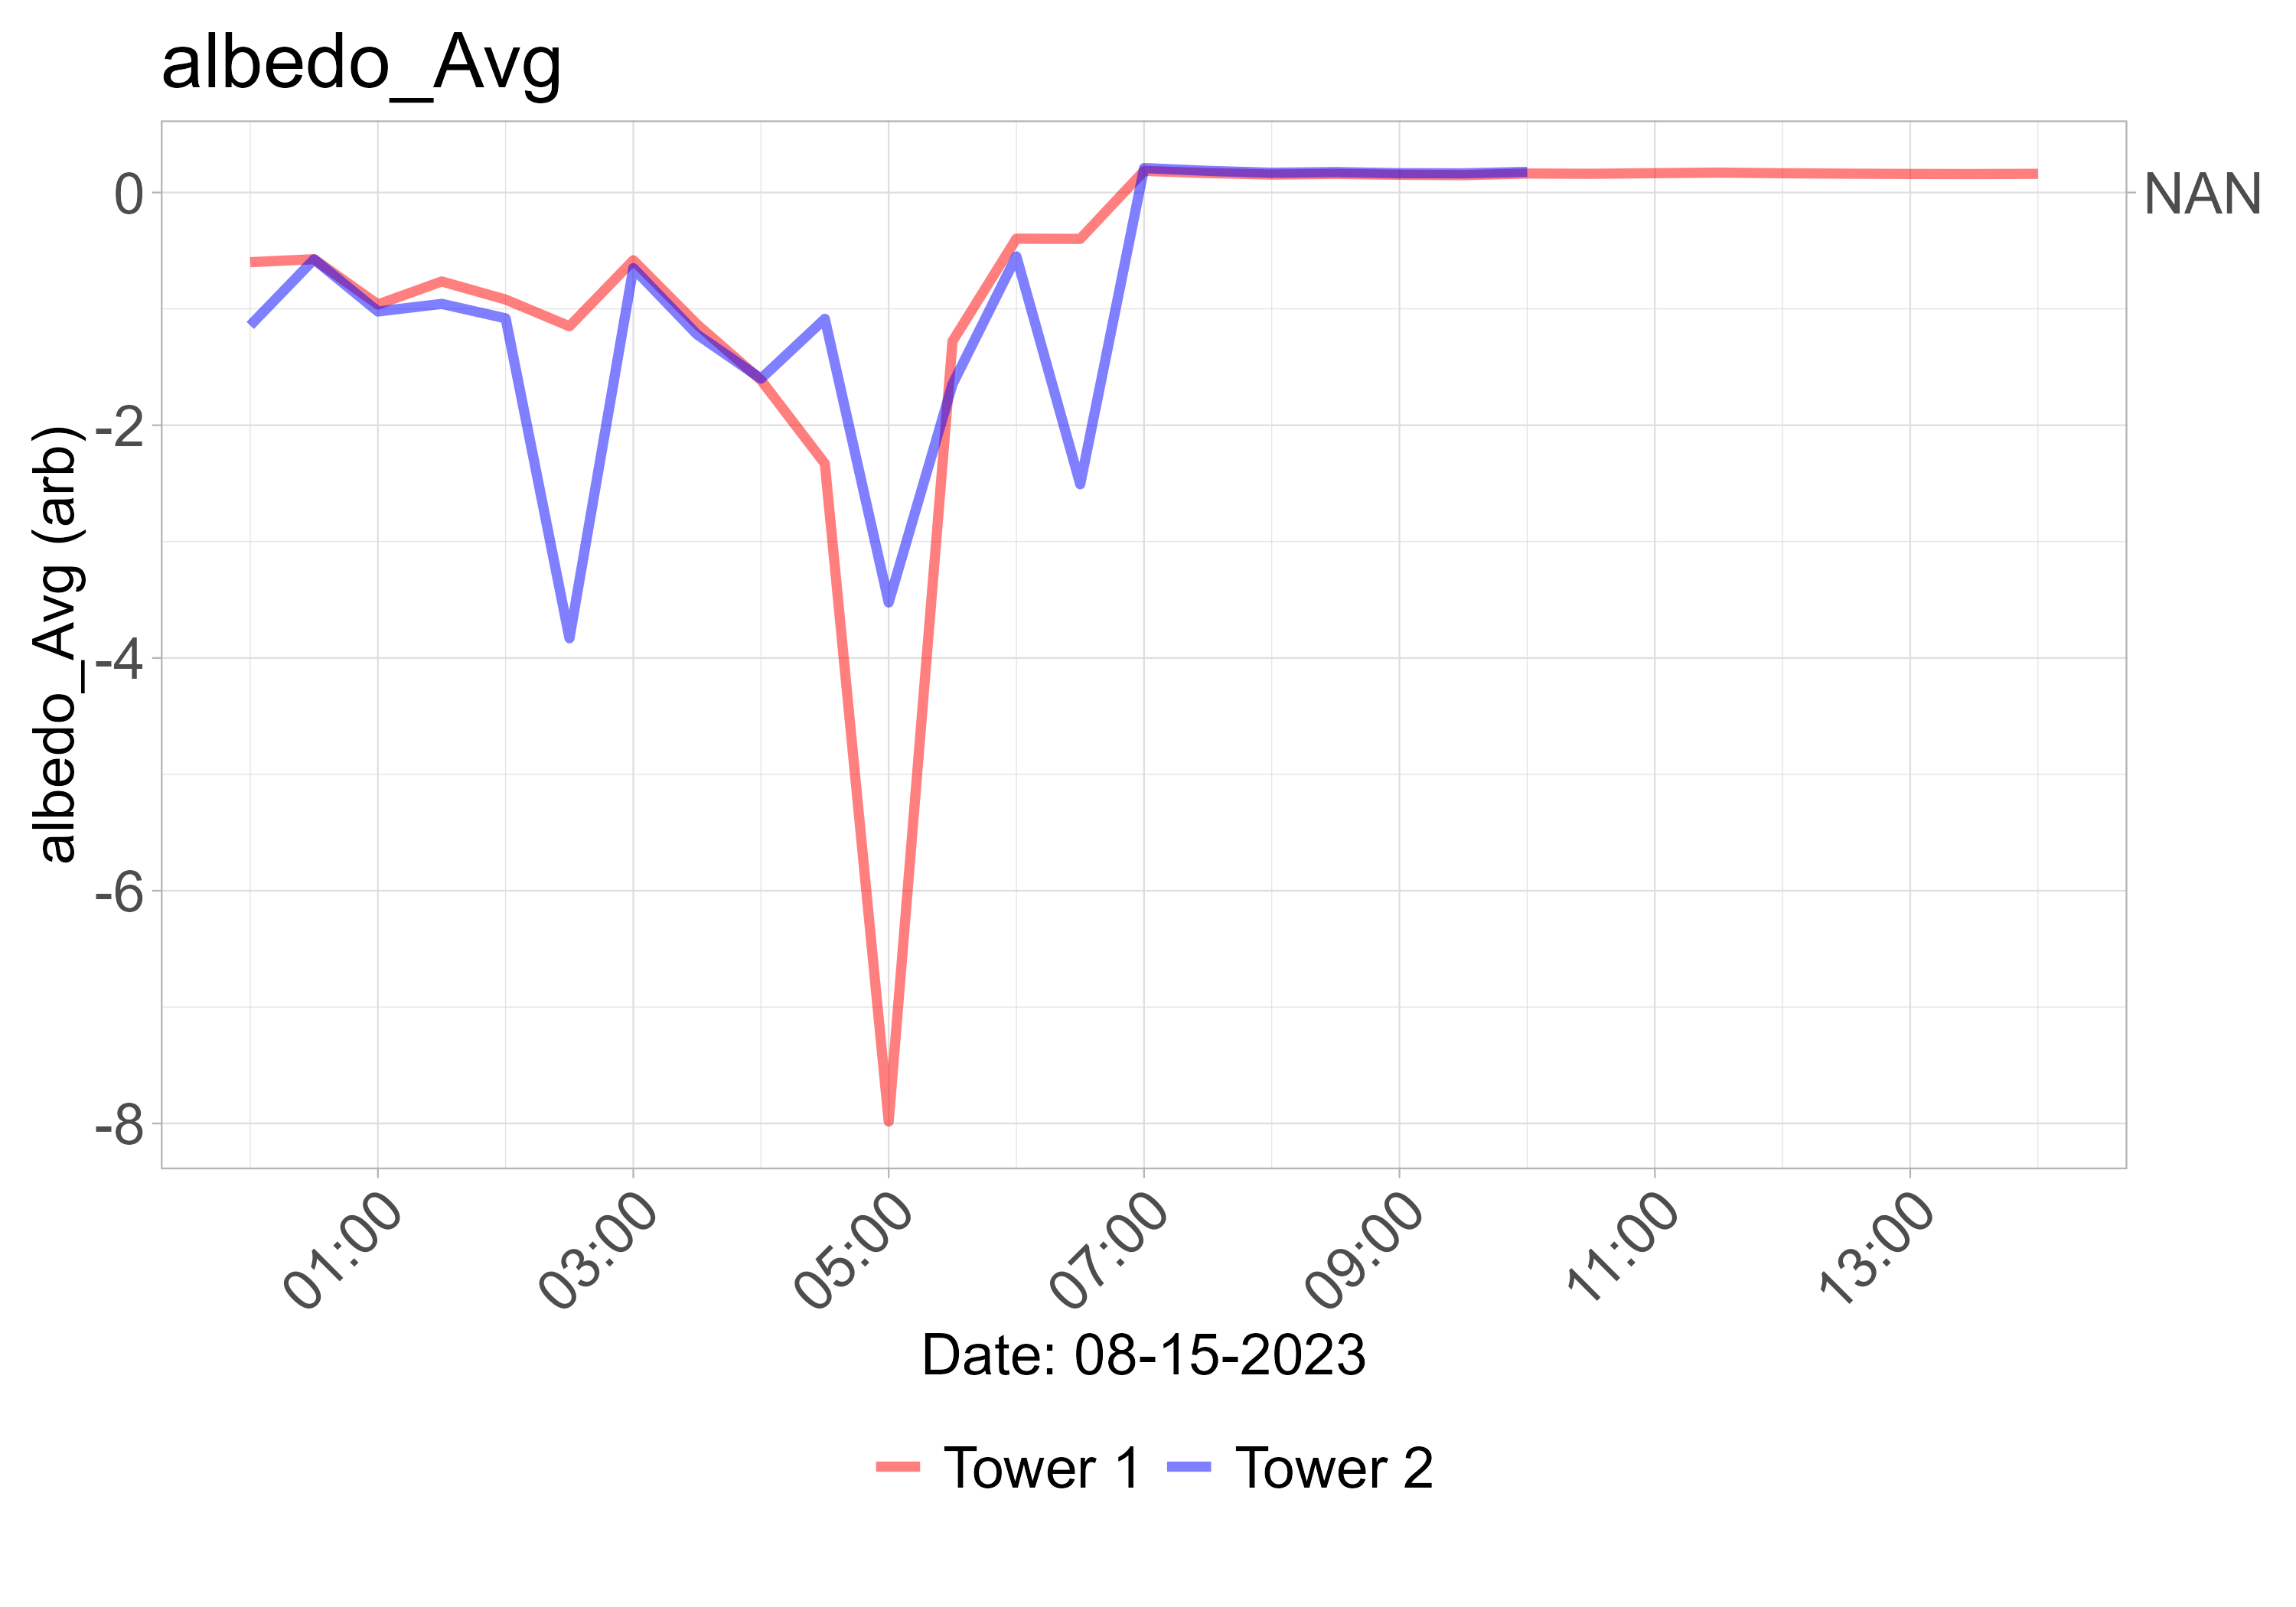 albedo_Avg
albedo_Avg (arb)
0
-2
-4
-6
-8
NAN
01:00
03:00
05:00
07:00
09:00
11:00
13:00
Date: 08-15-2023
Tower 1
Tower 2